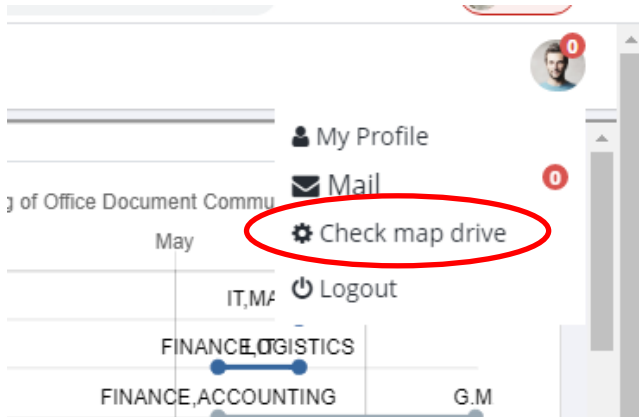 0
My Profile
Mail 0
g of Office Document Commu
Check map drive
May
Logout
IT,MA
FINANCE,IT
LOGISTICS
FINANCE,ACCOUNTING G.M